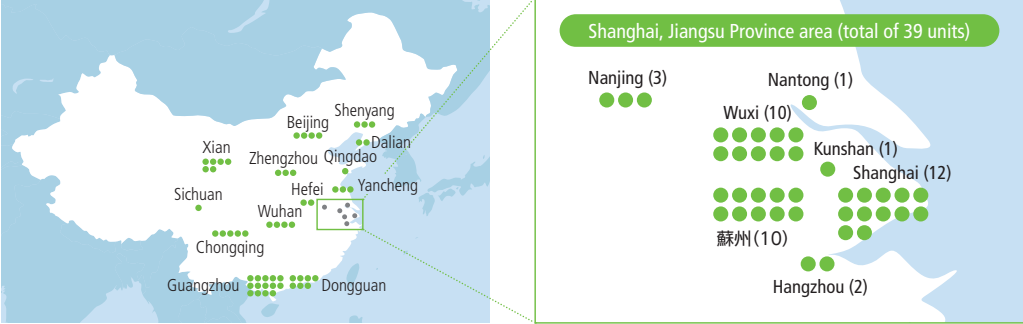 Shenyang
Beijing
Dalian
Xian
Zhengzhou
Qingdao
Hefei
Yancheng
Sichuan
Wuhan
Chongqing
Guangzhou
Dongguan
Shanghai, Jiangsu Province area (total of 39 units)
Nanjing (3)
Nantong (1)
Wuxi (10)
Kunshan (1)
Shanghai (12)
蘇州(10)
Hangzhou (2)